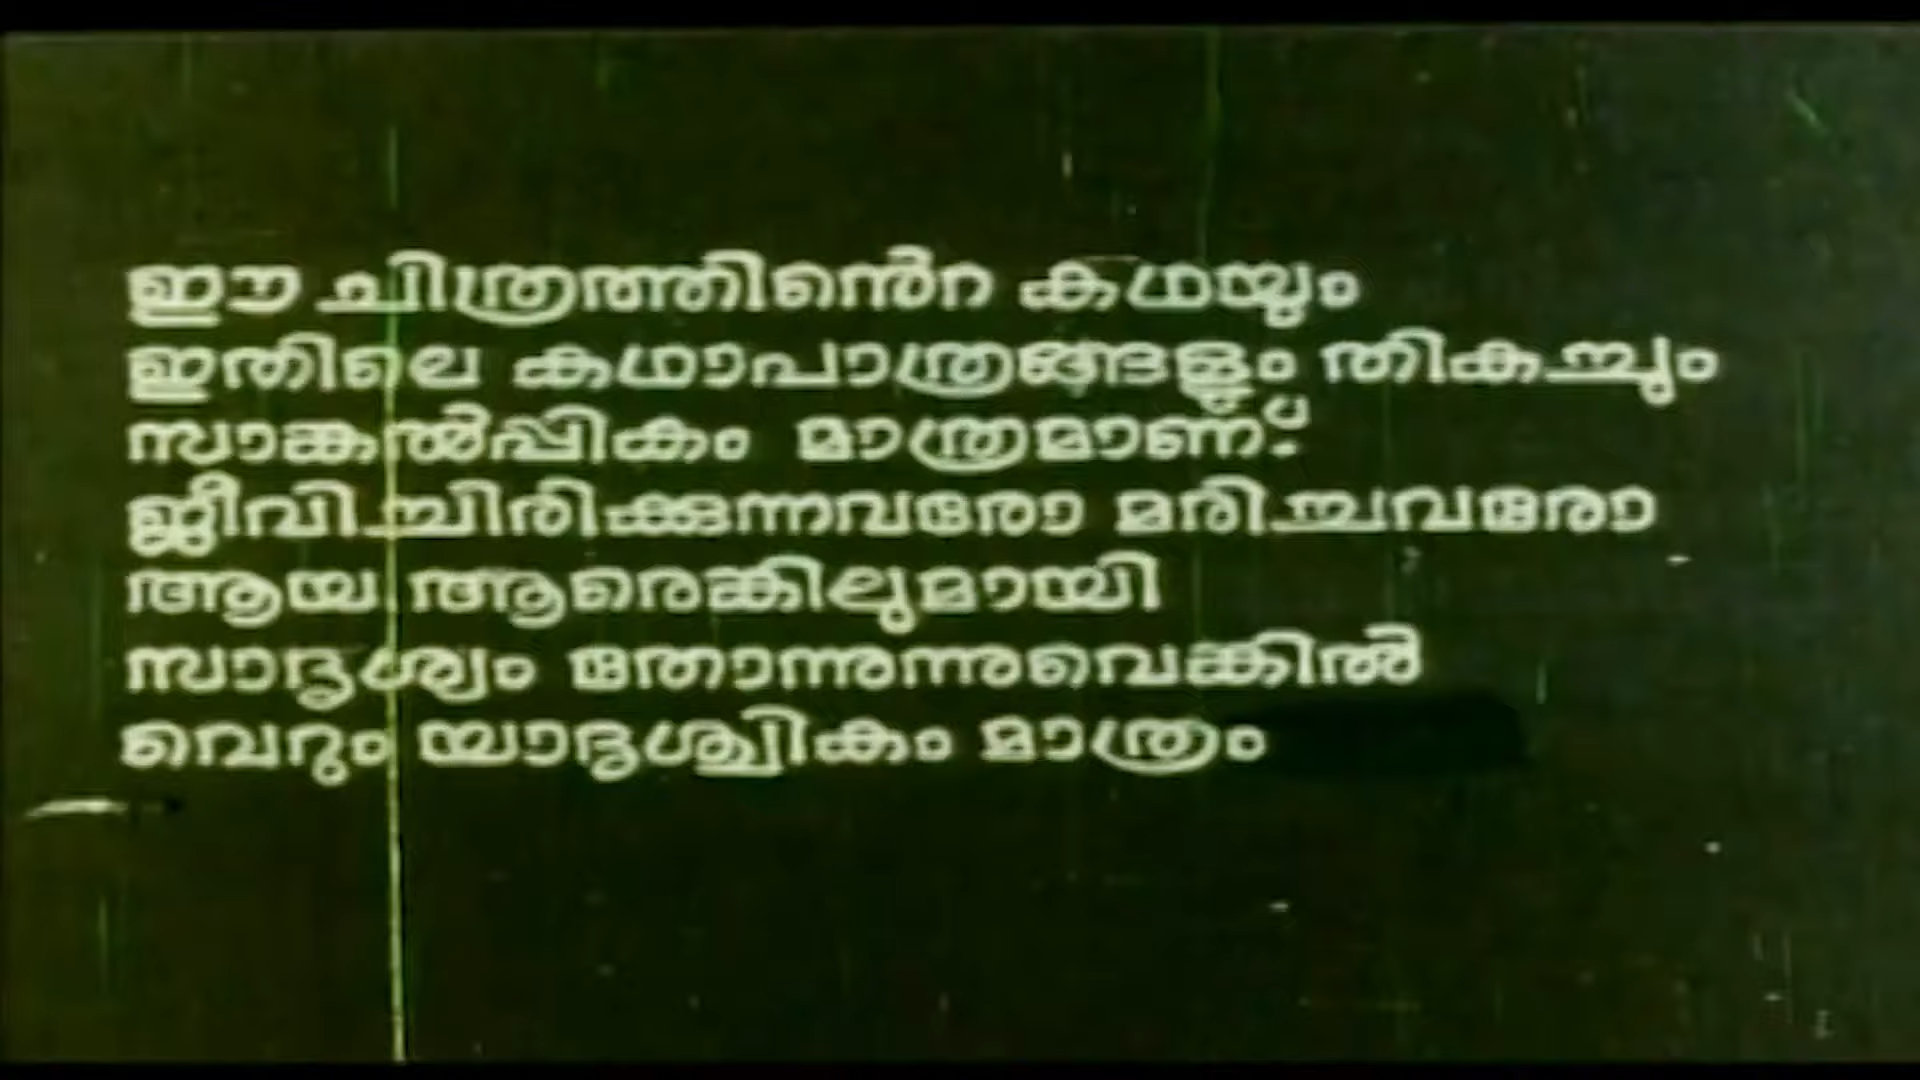 ഈ ചിത്രത്തിൻെറ കഥയും
ഇതിലെ കഥാപാത്രങ്ങളും തികച്ചും
സാങ്കൽപ്പികം മാത്രമാണ്.
ജീവിച്ചിരിക്കുന്നവരോ മരിച്ചവരോ
ആയ ആരെങ്കിലുമായി
സാദൃശ്യം തോന്നുന്നുവെങ്കിൽ
വെറും യാദൃശ്ചികം മാത്രം